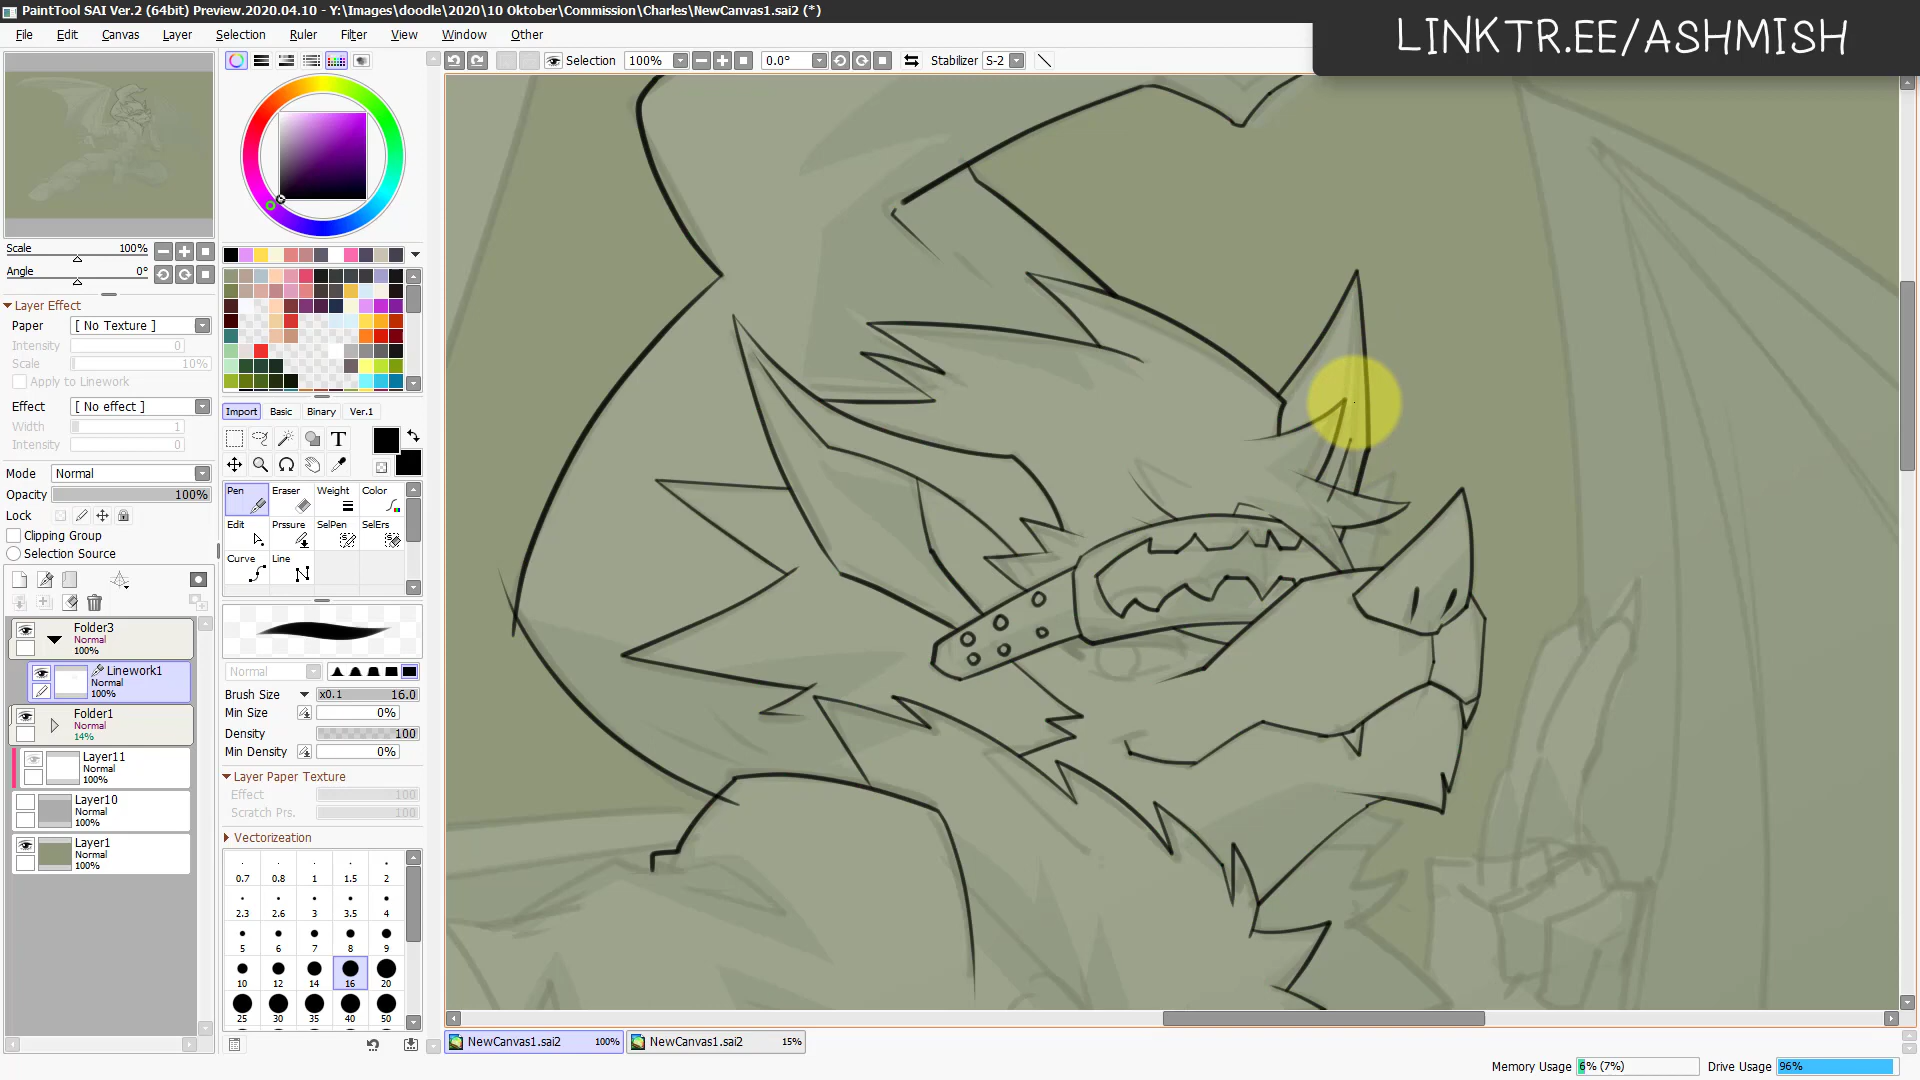 PaintTool SAI Ver.2 (64bit) Preview.2020.04.10 - Y:\Images\doodle\2020\10 Oktober\Commission\Charles\NewCanvas1.sai2 (*)
LINKTR.EE/ASHMISH
File Edit Canvas Layer Selection Ruler Filter View Window Other
Selection 100% 0.0° Stabilizer S-2
Scale 100%
Angle 0°
Layer Effect
Paper [ No Texture ]
Intensity 0
Scale 10%
Apply to Linework
Effect [ No effect ]
Width 1
Intensity 0
Mode Normal
Opacity 100%
Lock
Clipping Group
Selection Source
Folder3
Normal
100%
Linework1
Normal
100%
Folder1
Normal
14%
Layer11
Normal
100%
Layer10
Normal
100%
Layer1
Normal
100%
Import Basic Binary Ver.1
T
Pen Eraser Weight Color
Edit Prssure SelPen SelErs
Curve Line
Normal
Brush Size x0.1 16.0
Min Size 0%
Density 100
Min Density 0%
Layer Paper Texture
Effect 100
Scratch Prs. 100
Vectorization
0.7 0.8 1 1.5 2
2.3 2.6 3 3.5 4
5 6 7 8 9
10 12 14 16 20
25 30 35 40 50
NewCanvas1.sai2 100% NewCanvas1.sai2 15%
Memory Usage 6% (7%) Drive Usage 96%